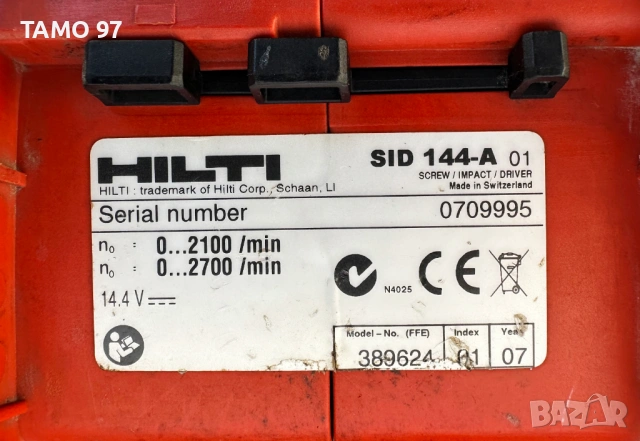 TAMO 97
HILTI
SID 144-A 01
SCREW / IMPACT / DRIVER
Made in Switzerland
HILTI : trademark of Hilti Corp., Schaan, LI
Serial number 0709995
n₀ : 0...2100 /min
n₀ : 0...2700 /min
14.4 V
N4025
CE
Model-No. (FFE) Index Year
389624 01 07
BAZAR